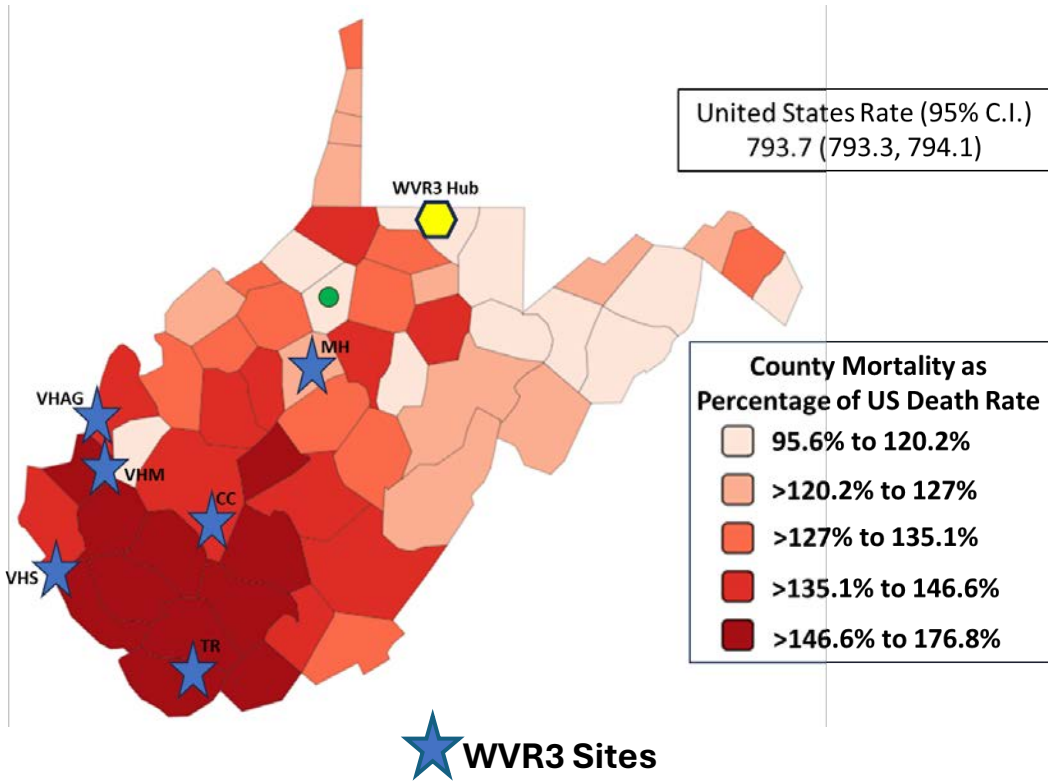 United States Rate (95% C.I.)
793.7 (793.3, 794.1)
WVR3 Hub
MH
VHAG
VHM
CC
VHS
TR
County Mortality as
Percentage of US Death Rate
95.6% to 120.2%
>120.2% to 127%
>127% to 135.1%
>135.1% to 146.6%
>146.6% to 176.8%
WVR3 Sites